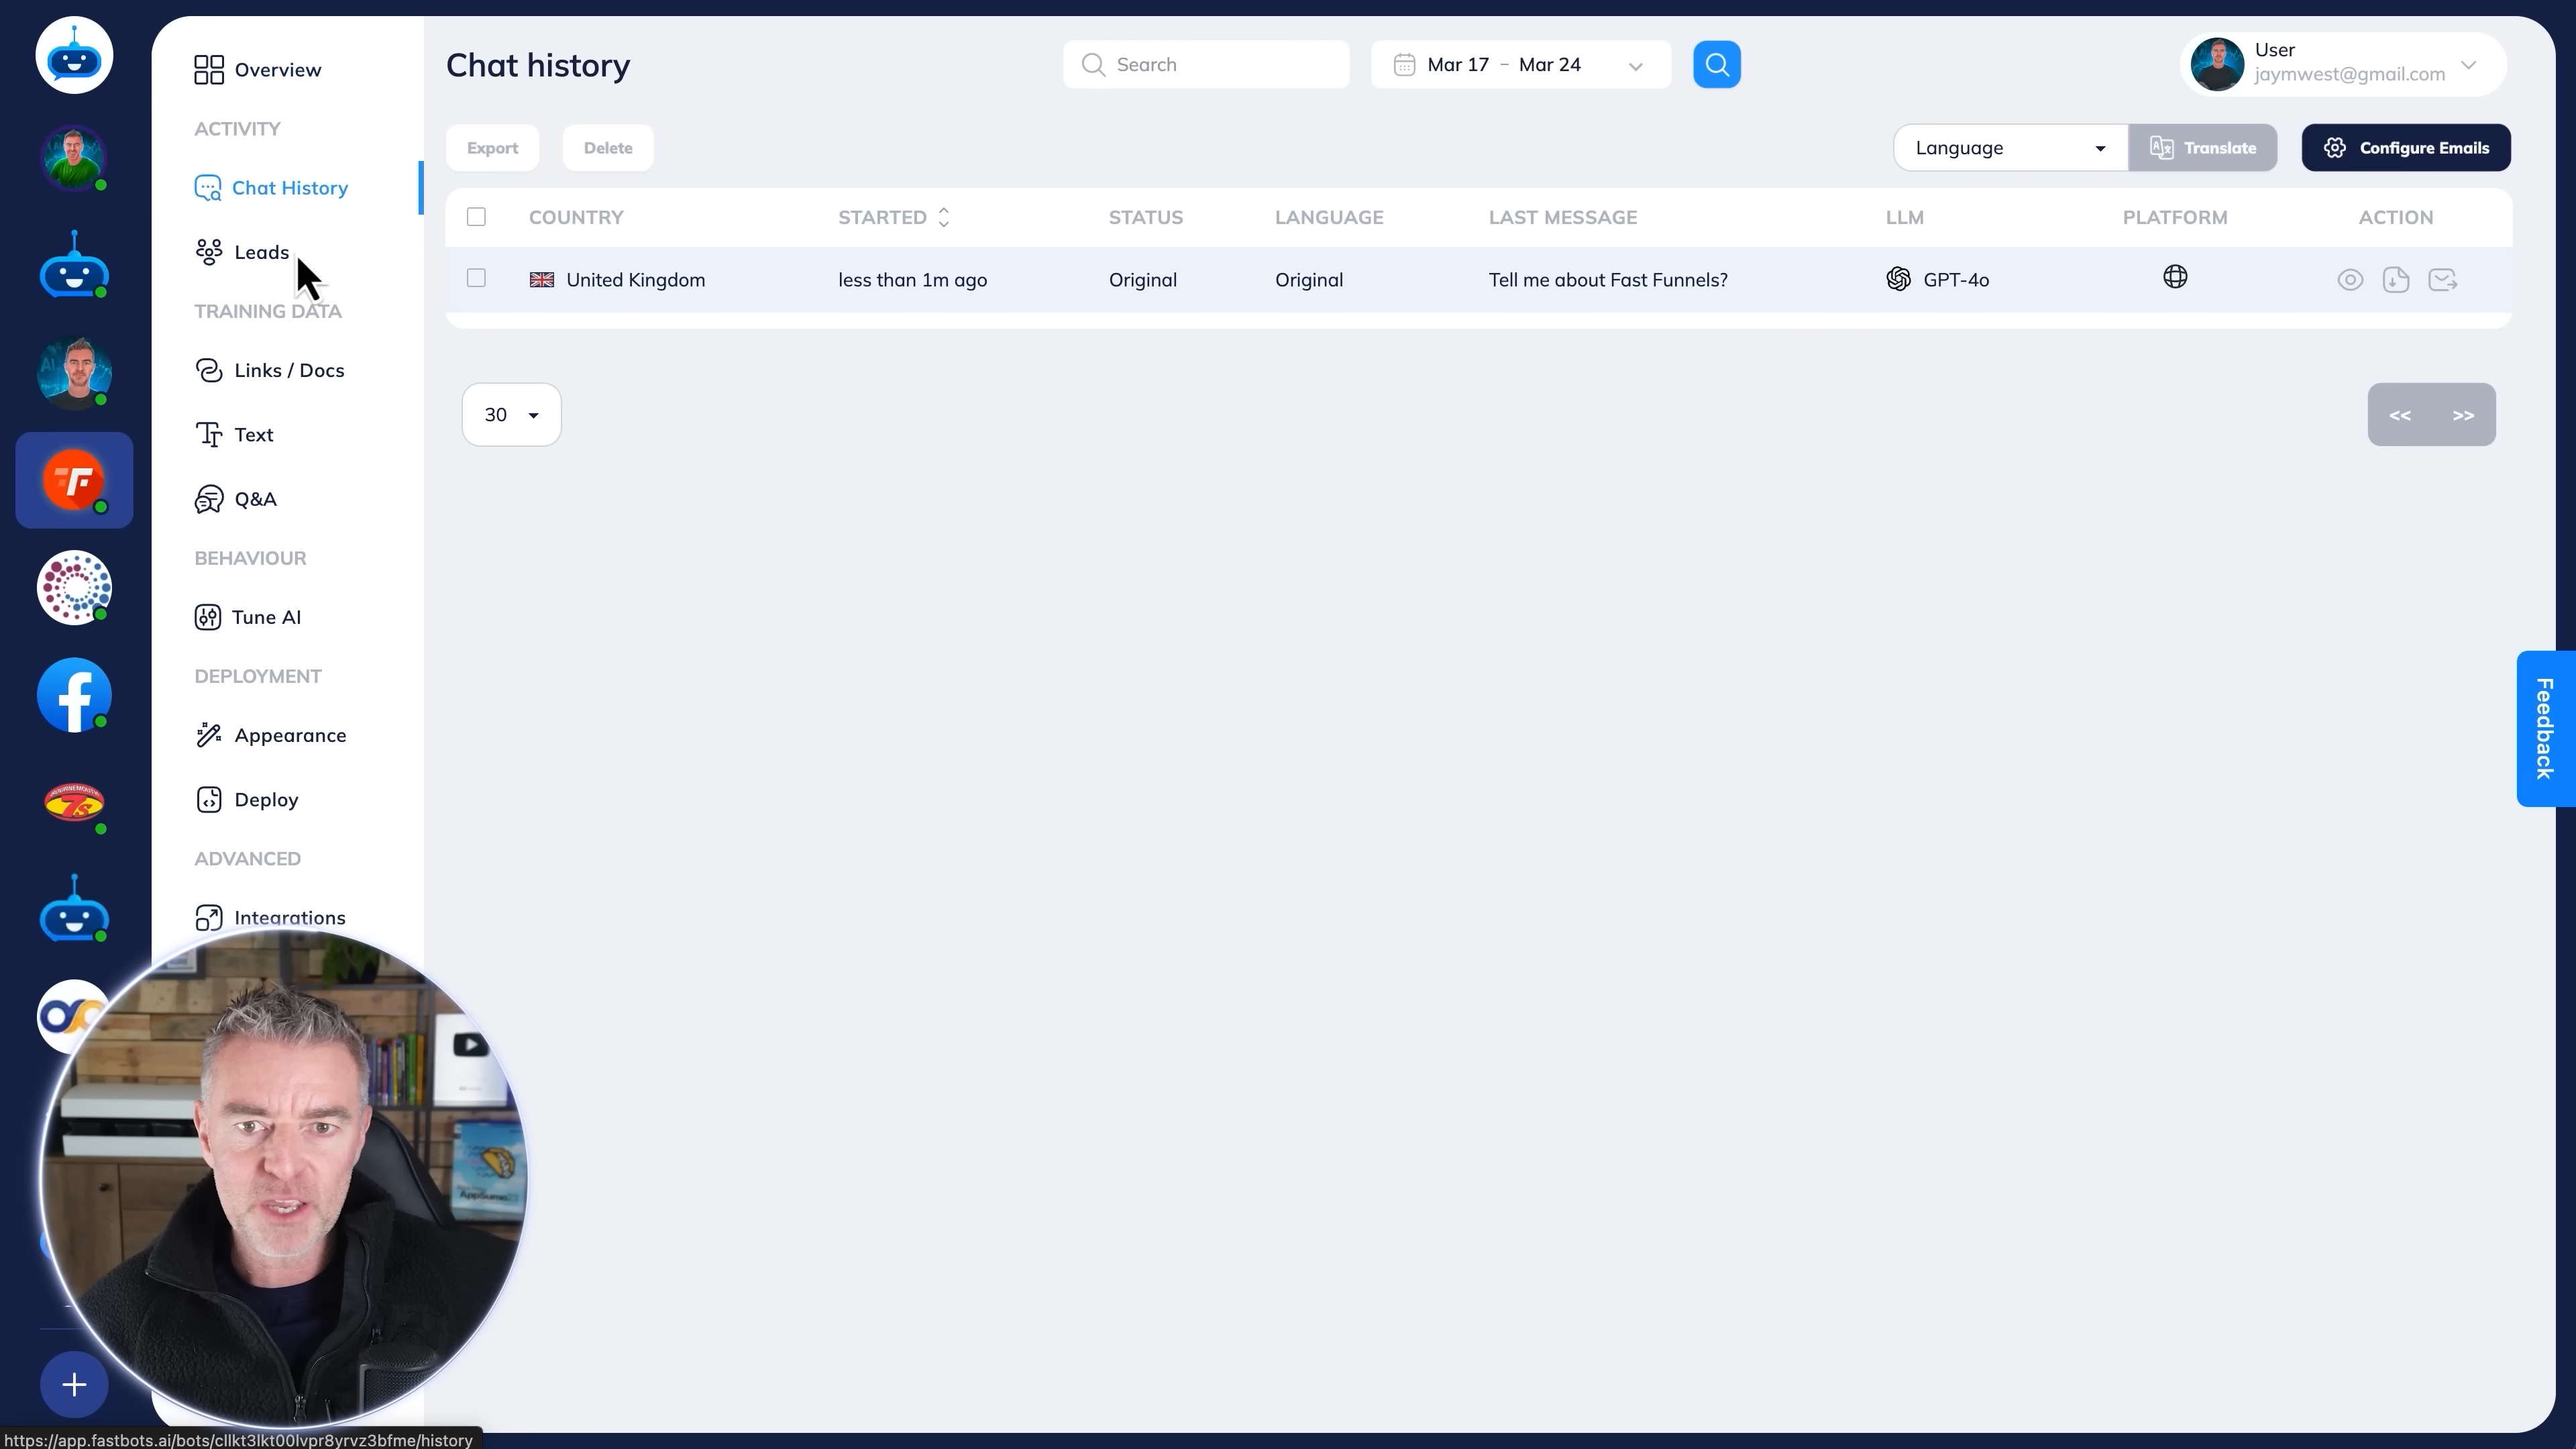 Overview
ACTIVITY
Chat History
Leads
TRAINING DATA
Links / Docs
Text
Q&A
BEHAVIOUR
Tune AI
DEPLOYMENT
Appearance
Deploy
ADVANCED
Integrations
Chat history
Search
Mar 17 - Mar 24
User
jaymwest@gmail.com
Export
Delete
Language
Translate
Configure Emails
COUNTRY STARTED STATUS LANGUAGE LAST MESSAGE LLM PLATFORM ACTION
United Kingdom less than 1m ago Original Original Tell me about Fast Funnels? GPT-4o
30
<< >>
Feedback
7s
AppSumo
https://app.fastbots.ai/bots/cllkt3lkt00lvpr8yrvz3bfme/history